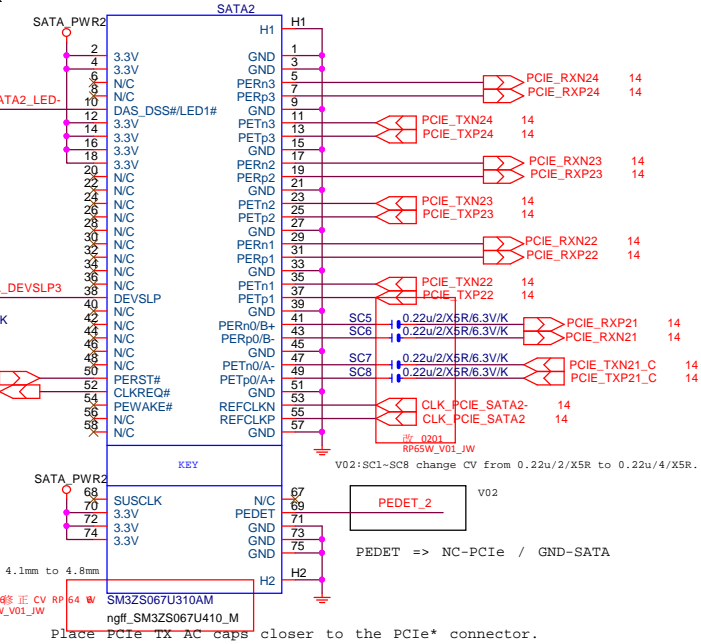 SATA2
SATA_PWR2
H1
H1
2 3.3V GND 1
4 3.3V GND 3
6 N/C PERn3 5 PCIE_RXN24 14
8 N/C PERp3 7 PCIE_RXP24 14
ATA2_LED- 10 DAS_DSS#/LED1# GND 9
12 3.3V PETn3 11 PCIE_TXN24 14
14 3.3V PETp3 13 PCIE_TXP24 14
16 3.3V GND 15
18 3.3V PERn2 17 PCIE_RXN23 14
20 N/C PERp2 19 PCIE_RXP23 14
22 N/C GND 21
24 N/C PETn2 23 PCIE_TXN23 14
26 N/C PETp2 25 PCIE_TXP23 14
28 N/C GND 27
30 N/C PERn1 29 PCIE_RXN22 14
32 N/C PERp1 31 PCIE_RXP22 14
34 N/C GND 33
36 N/C PETn1 35 PCIE_TXN22 14
_DEVSLP3 38 DEVSLP PETp1 37 PCIE_TXP22 14
40 N/C GND 39
K 42 N/C PERn0/B+ 41 SC5 0.22u/2/X5R/6.3V/K PCIE_RXP21 14
44 N/C PERp0/B- 43 SC6 0.22u/2/X5R/6.3V/K PCIE_RXN21 14
46 N/C GND 45
48 N/C PETn0/A- 47 SC7 0.22u/2/X5R/6.3V/K PCIE_TXN21_C 14
50 PERST# PETp0/A+ 49 SC8 0.22u/2/X5R/6.3V/K PCIE_TXP21_C 14
52 CLKREQ# GND 51
54 PEWAKE# REFCLKN 53 CLK_PCIE_SATA2- 14
56 N/C REFCLKP 55 CLK_PCIE_SATA2 14
58 N/C GND 57
改 0201
RP65W_V01_JW
KEY
V02:SC1~SC8 change CV from 0.22u/2/X5R to 0.22u/4/X5R.
SATA_PWR2
68 SUSCLK N/C 67
70 3.3V PEDET 69 PEDET_2 V02
72 3.3V GND 71
74 3.3V GND 73
GND 75
PEDET => NC-PCIe / GND-SATA
4.1mm to 4.8mm
H2 H2
修 正 CV RP 64 W
_V01_JW
SM3ZS067U310AM
ngff_SM3ZS067U410_M
Place PCIe TX AC caps closer to the PCIe* connector.